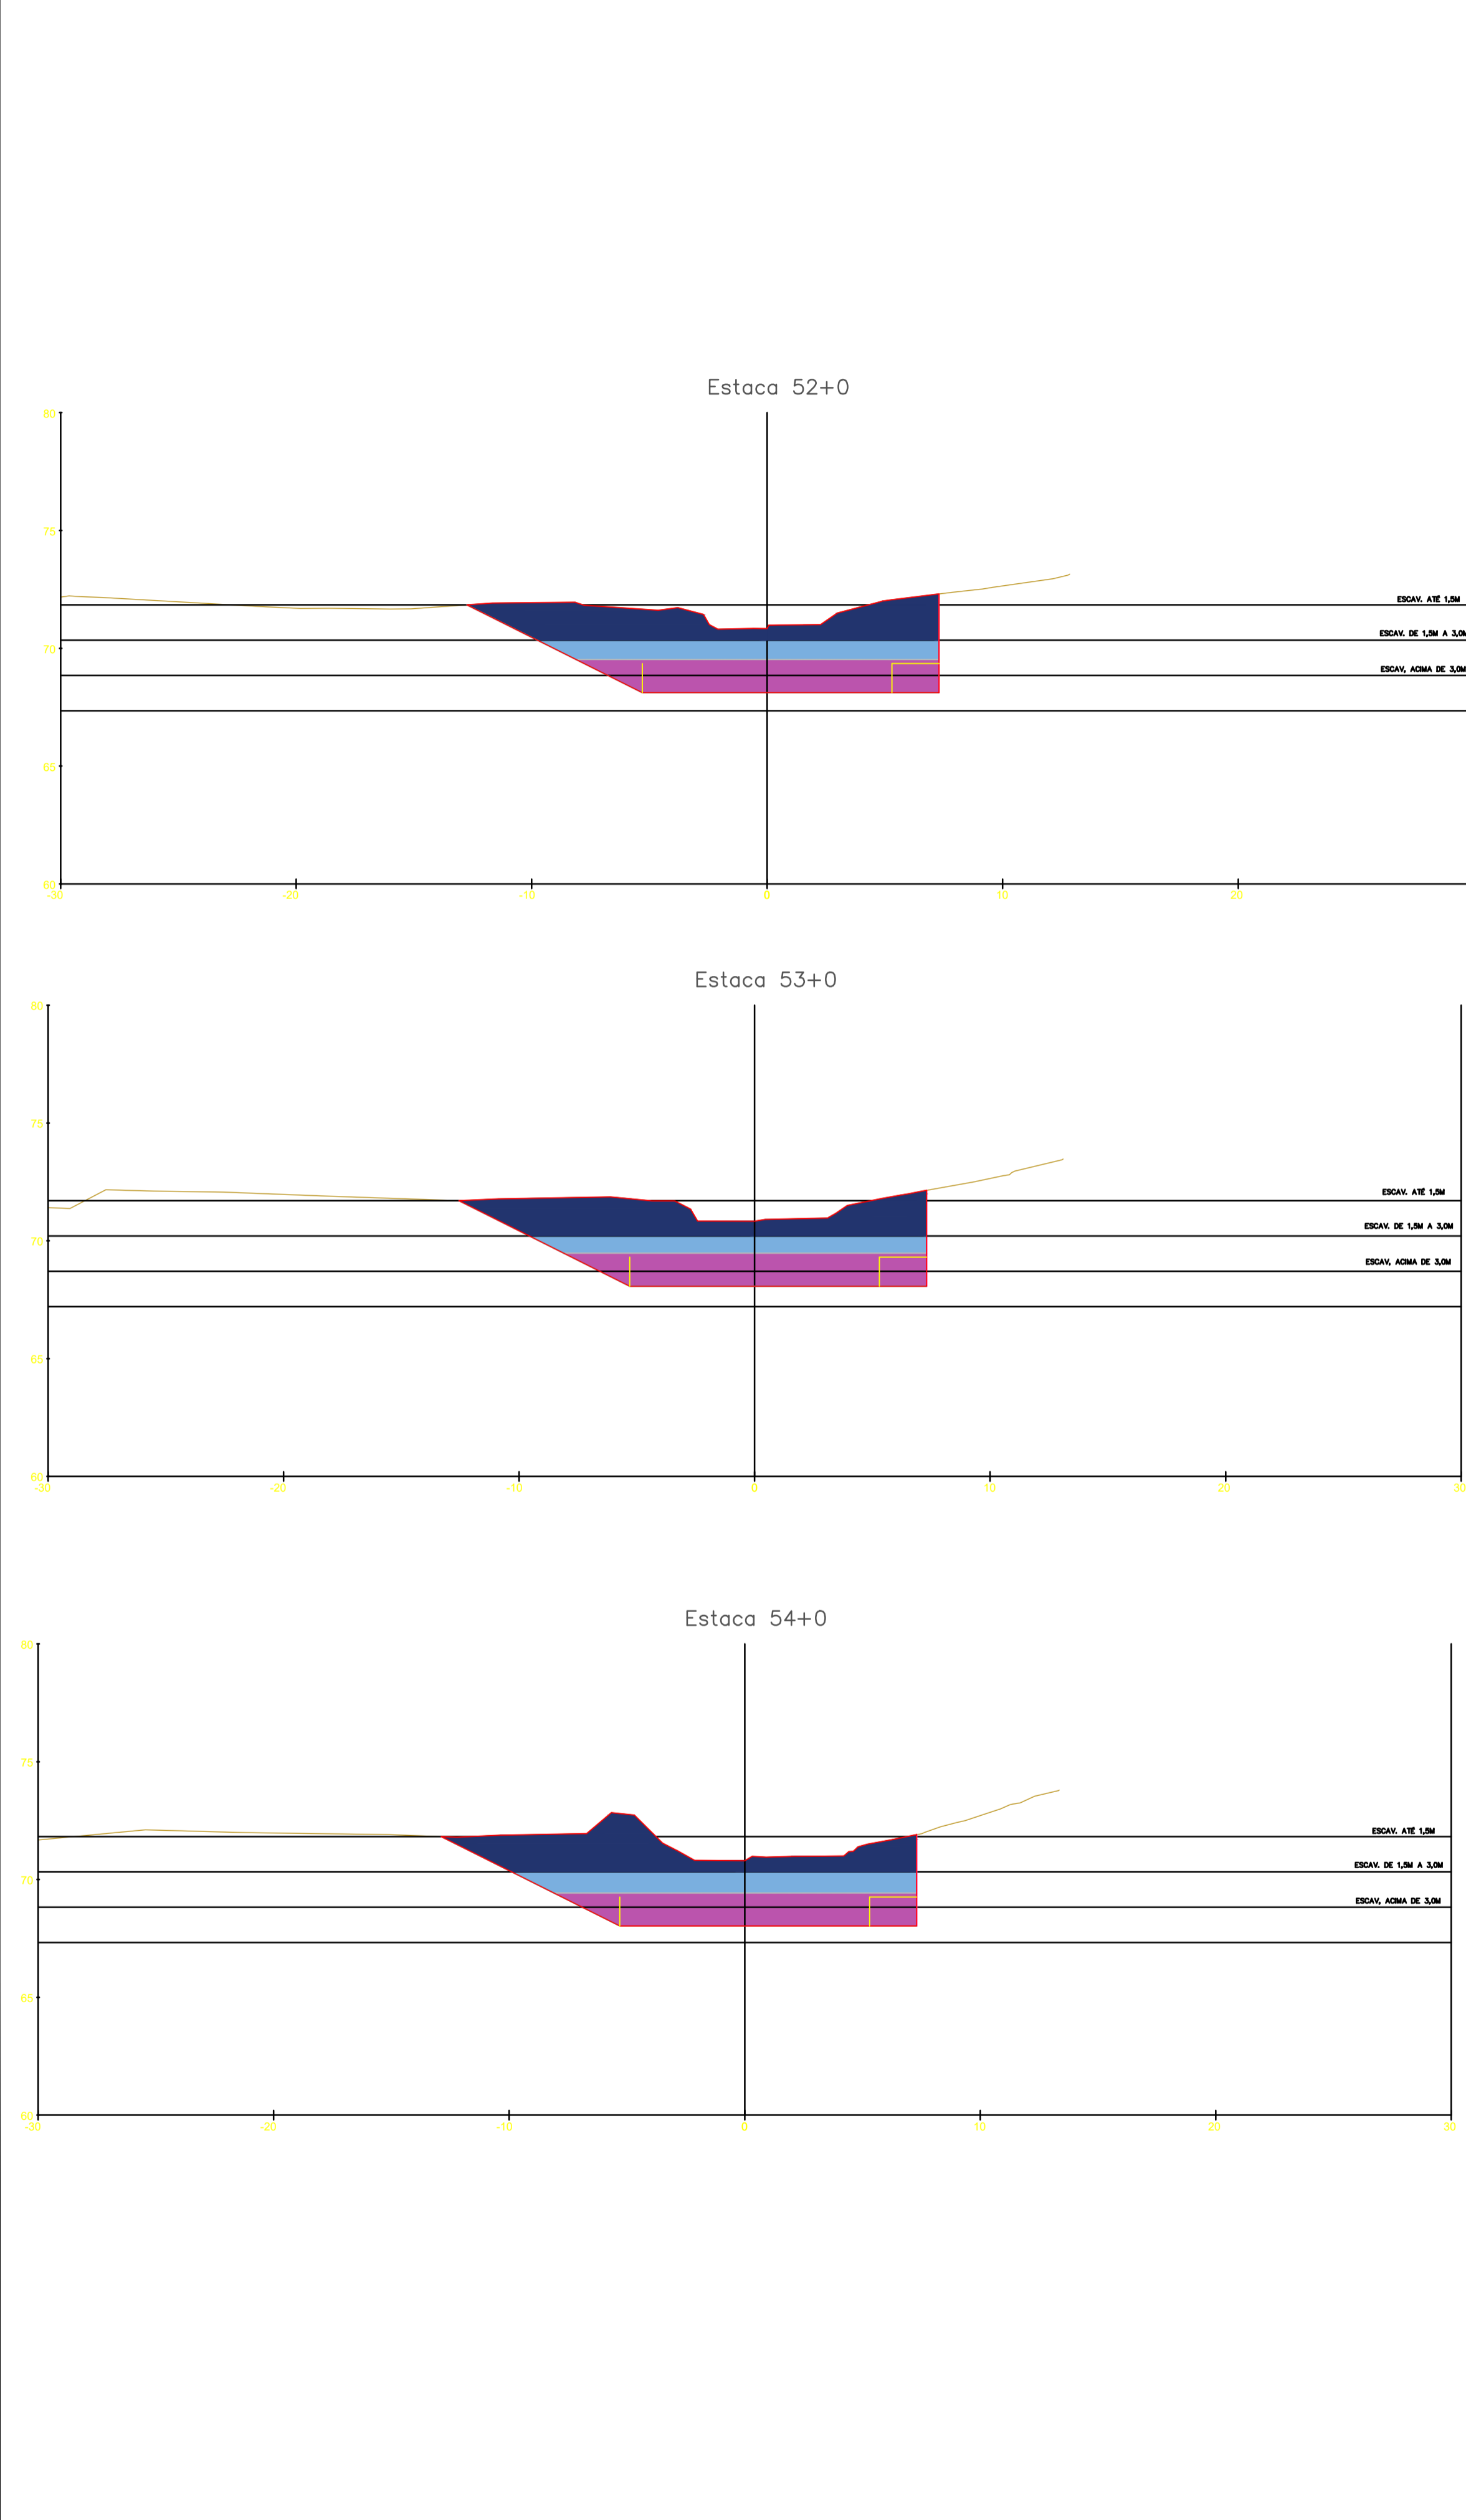 Estaca 52+0
80
75
ESCAV. ATÉ 1,5M
ESCAV. DE 1,5M A 3,0M
70
ESCAV, ACIMA DE 3,0M
65
60
-30 -20 -10 0 10 20
Estaca 53+0
80
75
ESCAV. ATÉ 1,5M
ESCAV. DE 1,5M A 3,0M
70
ESCAV, ACIMA DE 3,0M
65
60
-30 -20 -10 0 10 20 30
Estaca 54+0
80
75
ESCAV. ATÉ 1,5M
ESCAV. DE 1,5M A 3,0M
70
ESCAV, ACIMA DE 3,0M
65
60
-30 -20 -10 0 10 20 30